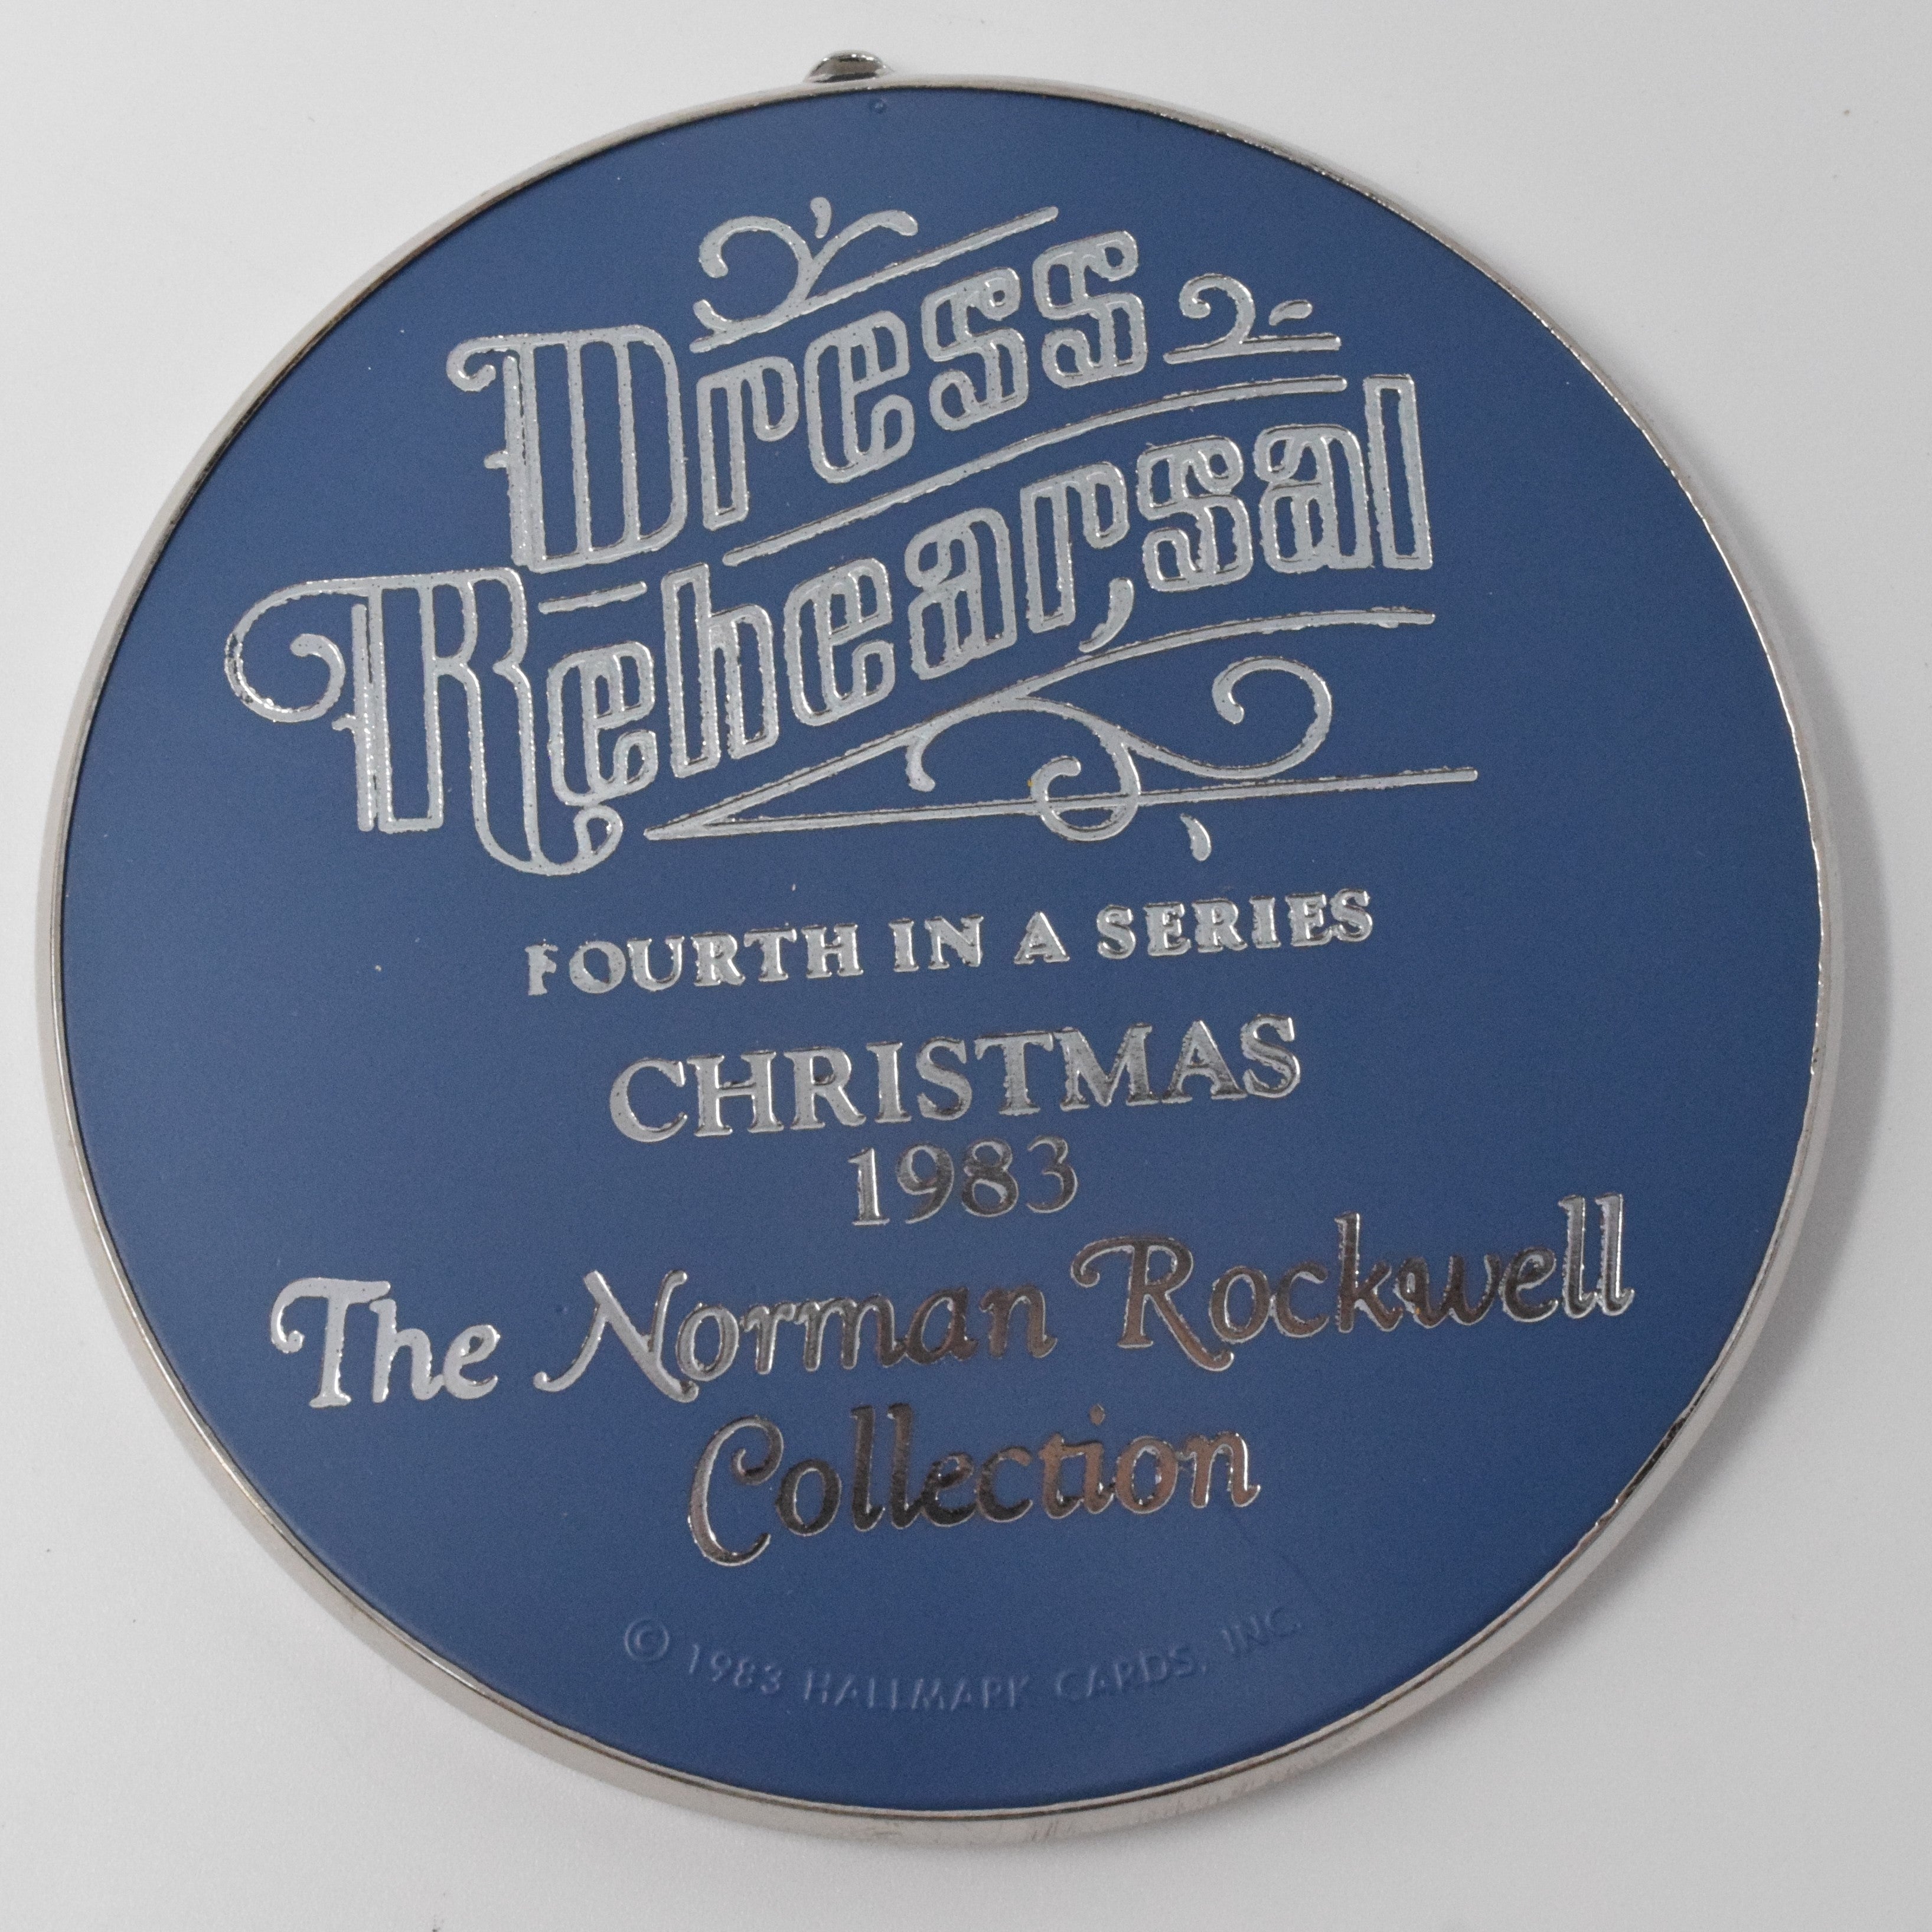 Dress
Rehearsal
FOURTH IN A SERIES
CHRISTMAS
1983
The Norman Rockwell
Collection
© 1983 HALLMARK CARDS, INC.